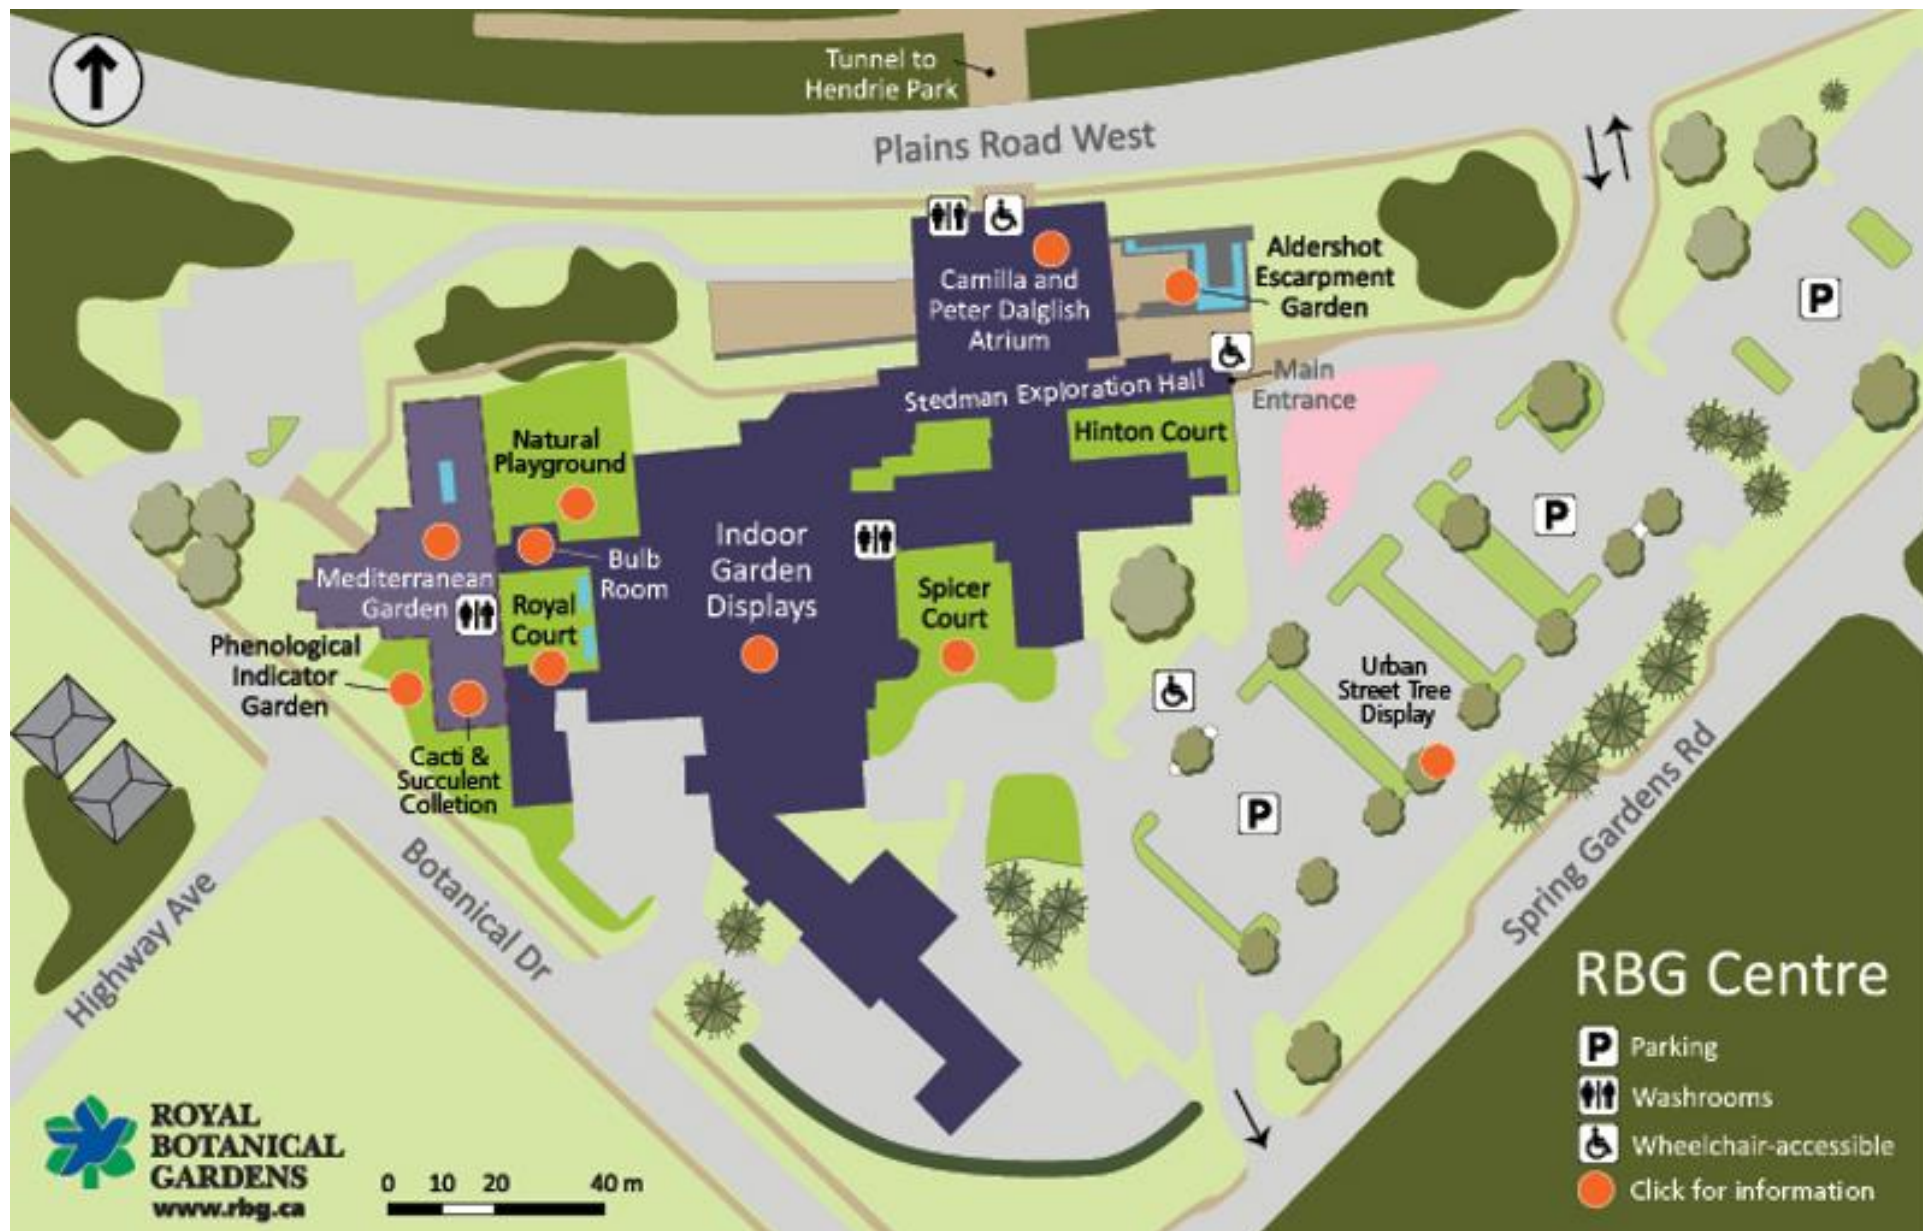 Tunnel to
Hendrie Park
Plains Road West
Camilla and
Peter Dalglish
Atrium
Aldershot
Escarpment
Garden
Stedman Exploration Hall
Main
Entrance
Hinton Court
P
Natural
Playground
Bulb
Room
Indoor
Garden
Displays
P
Mediterranean
Garden
Royal
Court
Spicer
Court
Phenological
Indicator
Garden
Cacti &
Succulent
Colletion
Urban
Street Tree
Display
P
Highway Ave
Botanical Dr
Spring Gardens Rd
RBG Centre
P Parking
Washrooms
Wheelchair-accessible
Click for information
ROYAL
BOTANICAL
GARDENS
www.rbg.ca
0 10 20 40 m